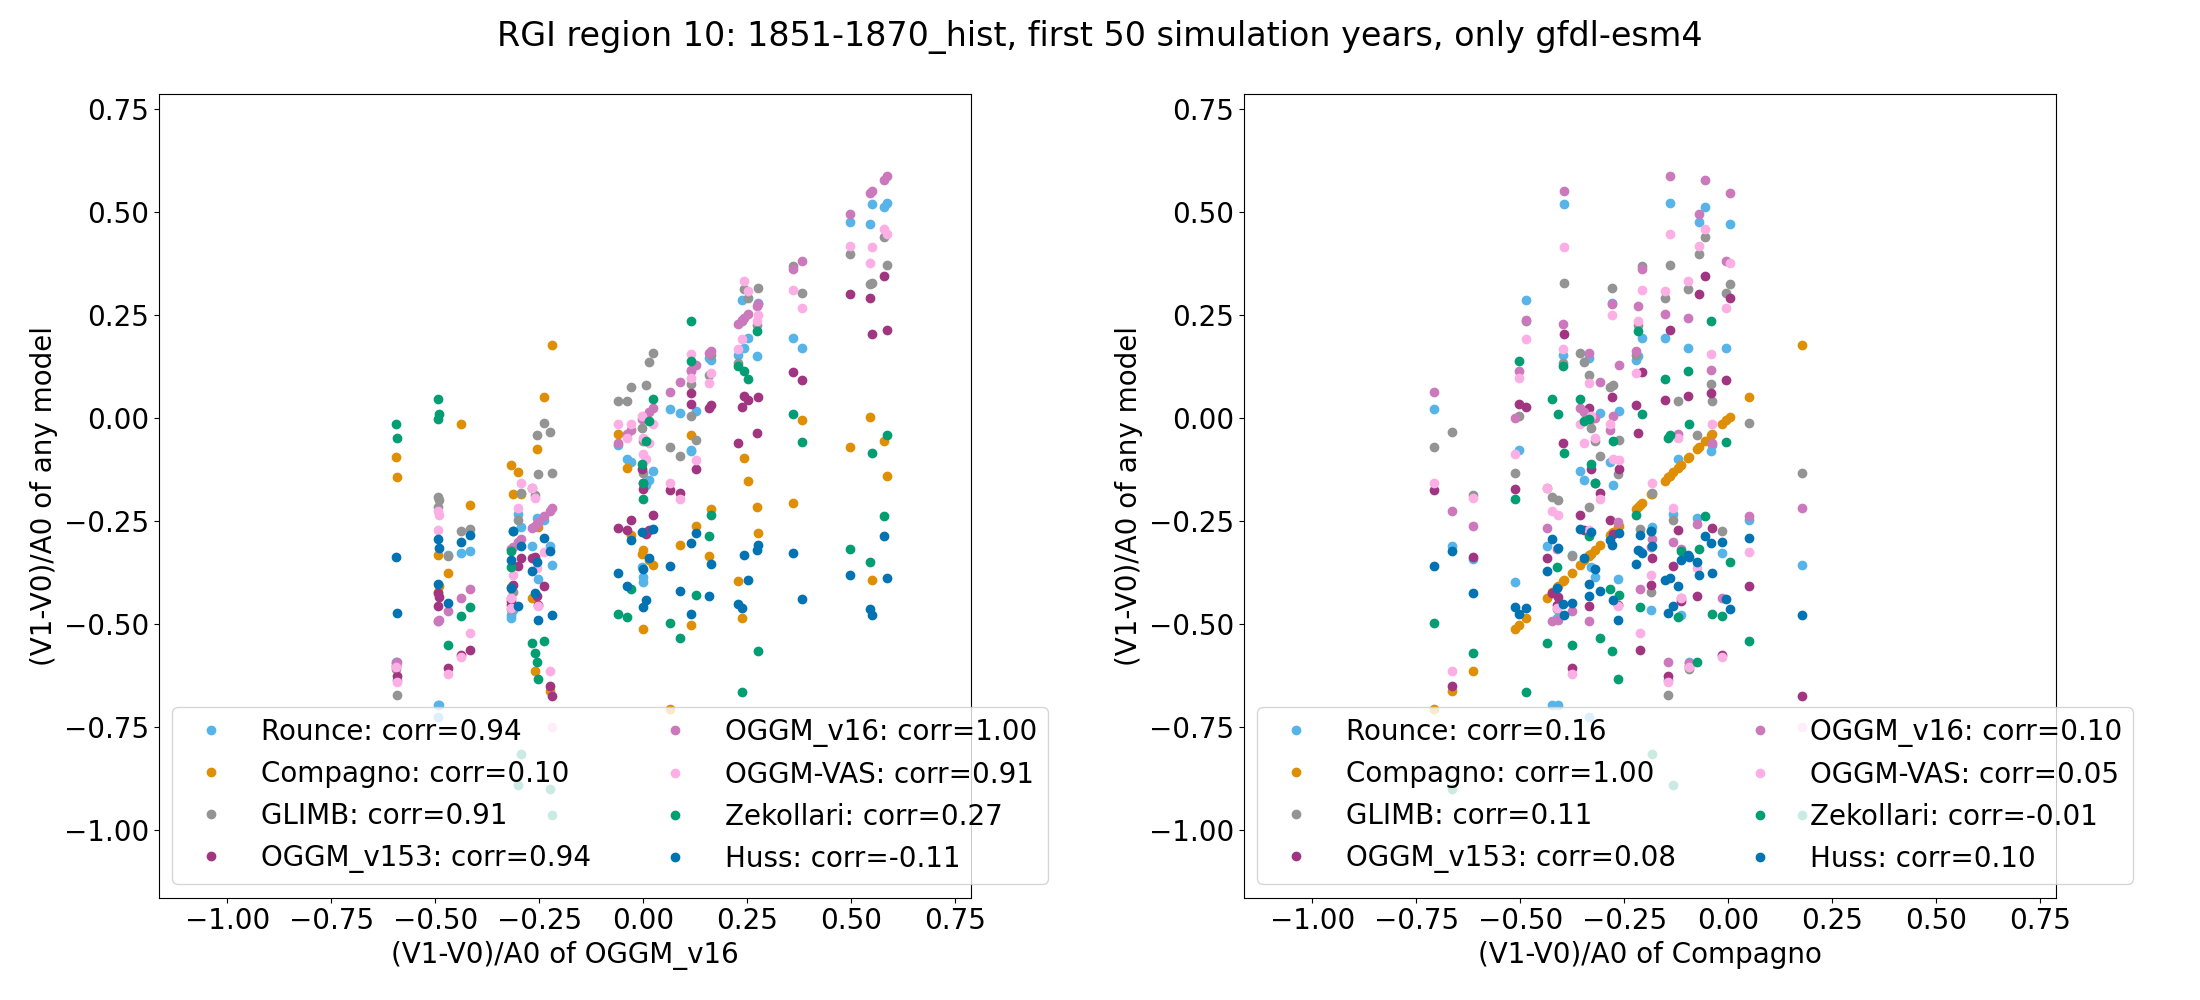 RGI region 10: 1851-1870_hist, first 50 simulation years, only gfdl-esm4
(V1-V0)/A0 of any model
0.75
0.50
0.25
0.00
−0.25
−0.50
−0.75
−1.00
Rounce: corr=0.94
Compagno: corr=0.10
GLIMB: corr=0.91
OGGM_v153: corr=0.94
OGGM_v16: corr=1.00
OGGM-VAS: corr=0.91
Zekollari: corr=0.27
Huss: corr=-0.11
−1.00 −0.75 −0.50 −0.25 0.00 0.25 0.50 0.75
(V1-V0)/A0 of OGGM_v16
(V1-V0)/A0 of any model
0.75
0.50
0.25
0.00
−0.25
−0.50
−0.75
−1.00
Rounce: corr=0.16
Compagno: corr=1.00
GLIMB: corr=0.11
OGGM_v153: corr=0.08
OGGM_v16: corr=0.10
OGGM-VAS: corr=0.05
Zekollari: corr=-0.01
Huss: corr=0.10
−1.00 −0.75 −0.50 −0.25 0.00 0.25 0.50 0.75
(V1-V0)/A0 of Compagno